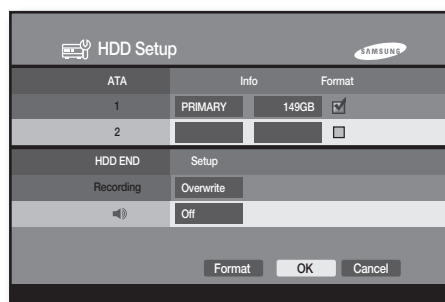 HDD Setup SAMSUNG
ATA Info Format
1 PRIMARY 149GB
2
HDD END Setup
Recording Overwrite
Off
Format OK Cancel